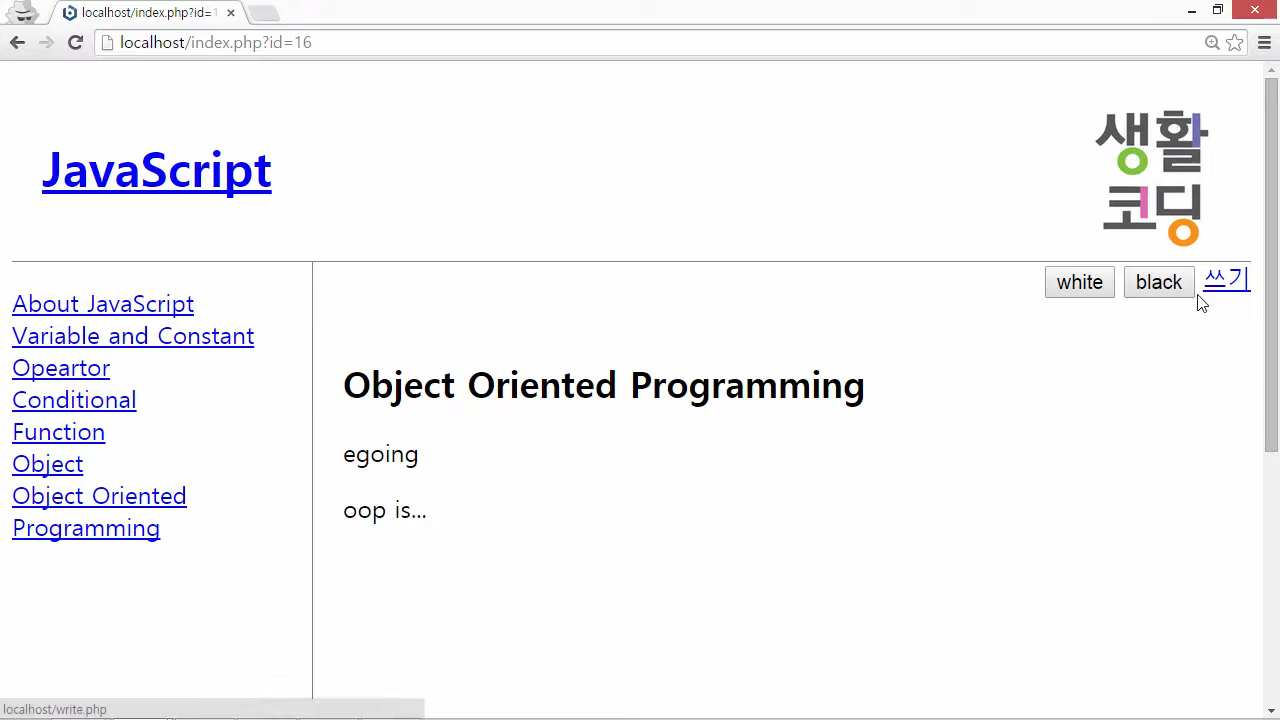 localhost/index.php?id=1
localhost/index.php?id=16
JavaScript
생활
코딩
white
black
쓰기
About JavaScript
Variable and Constant
Opeartor
Conditional
Function
Object
Object Oriented
Programming
Object Oriented Programming
egoing
oop is...
localhost/write.php